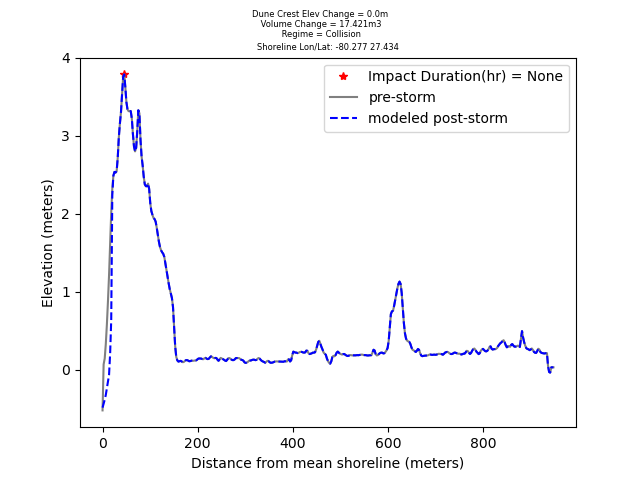 Dune Crest Elev Change = 0.0m
Volume Change = 17.421m3
Regime = Collision
Shoreline Lon/Lat: -80.277 27.434
Impact Duration(hr) = None
pre-storm
modeled post-storm
4
3
2
1
0
Elevation (meters)
0 200 400 600 800
Distance from mean shoreline (meters)